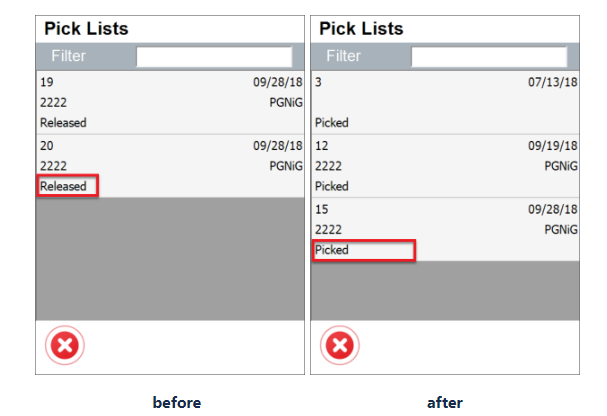 Pick Lists
Filter
19 09/28/18
2222 PGNiG
Released
20 09/28/18
2222 PGNiG
Released
before
Pick Lists
Filter
3 07/13/18
Picked
12 09/19/18
2222 PGNiG
Picked
15 09/28/18
2222 PGNiG
Picked
after